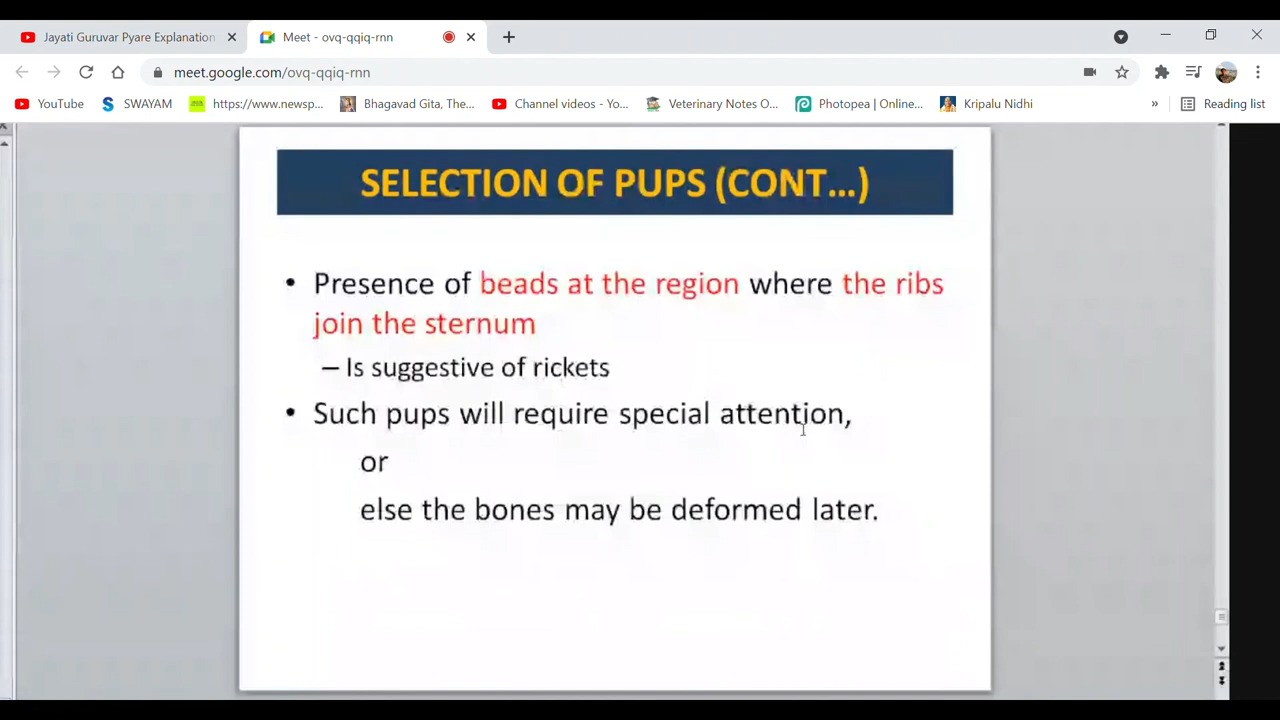 Jayati Guruvar Pyare Explanation
Meet - ovq-qqiq-rnn
meet.google.com/ovq-qqiq-rnn
YouTube
SWAYAM
https://www.newsp...
Bhagavad Gita, The...
Channel videos - Yo...
Veterinary Notes O...
Photopea | Online...
Kripalu Nidhi
»
Reading list
SELECTION OF PUPS (CONT...)
• Presence of beads at the region where the ribs
join the sternum
– Is suggestive of rickets
• Such pups will require special attention,
or
else the bones may be deformed later.